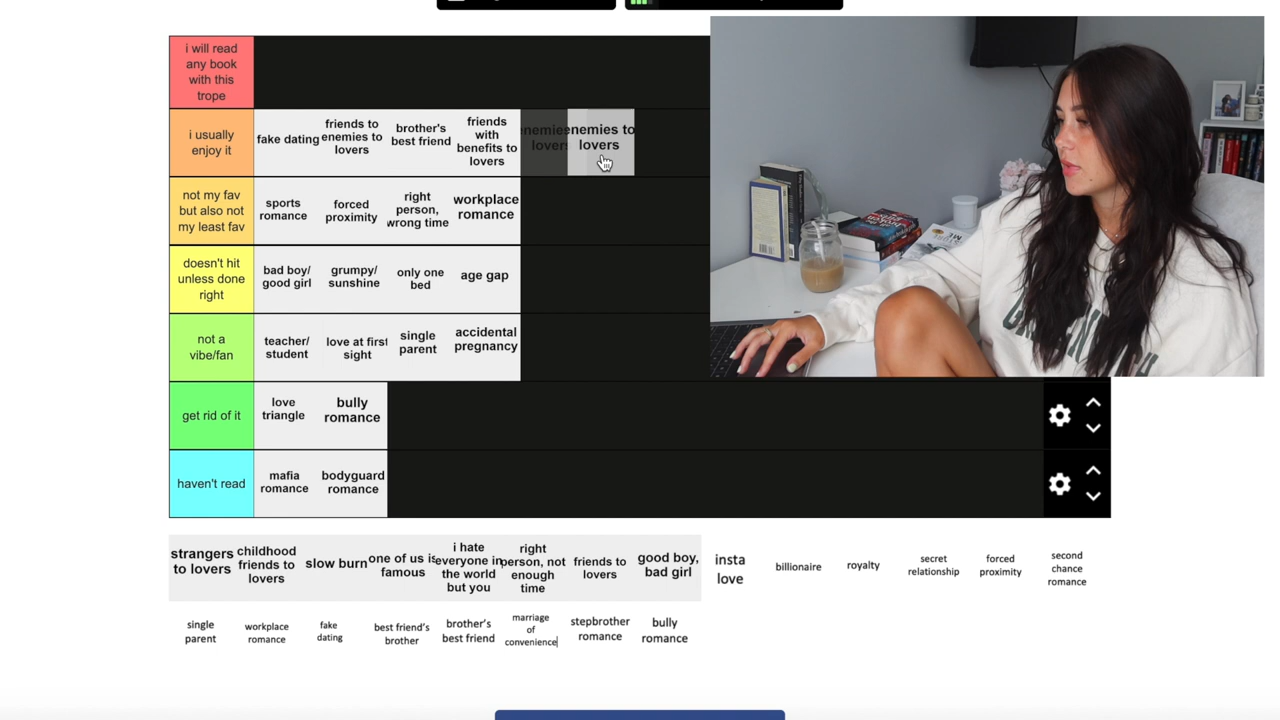 i will read
any book
with this
trope
i usually
enjoy it
fake dating
friends to
enemies to
lovers
brother's
best friend
friends
with
benefits to
lovers
enemies to
lovers
not my fav
but also not
my least fav
sports
romance
forced
proximity
right
person,
wrong time
workplace
romance
doesn't hit
unless done
right
bad boy/
good girl
grumpy/
sunshine
only one
bed
age gap
not a
vibe/fan
teacher/
student
love at first
sight
single
parent
accidental
pregnancy
get rid of it
love
triangle
bully
romance
haven't read
mafia
romance
bodyguard
romance
strangers
to lovers
childhood
friends to
lovers
slow burn
one of us is
famous
i hate
everyone in
the world
but you
right
person, not
enough
time
friends to
lovers
good boy,
bad girl
insta
love
billionaire
royalty
secret
relationship
forced
proximity
second
chance
romance
single
parent
workplace
romance
fake
dating
best friend's
brother
brother's
best friend
marriage
of
convenience
stepbrother
romance
bully
romance